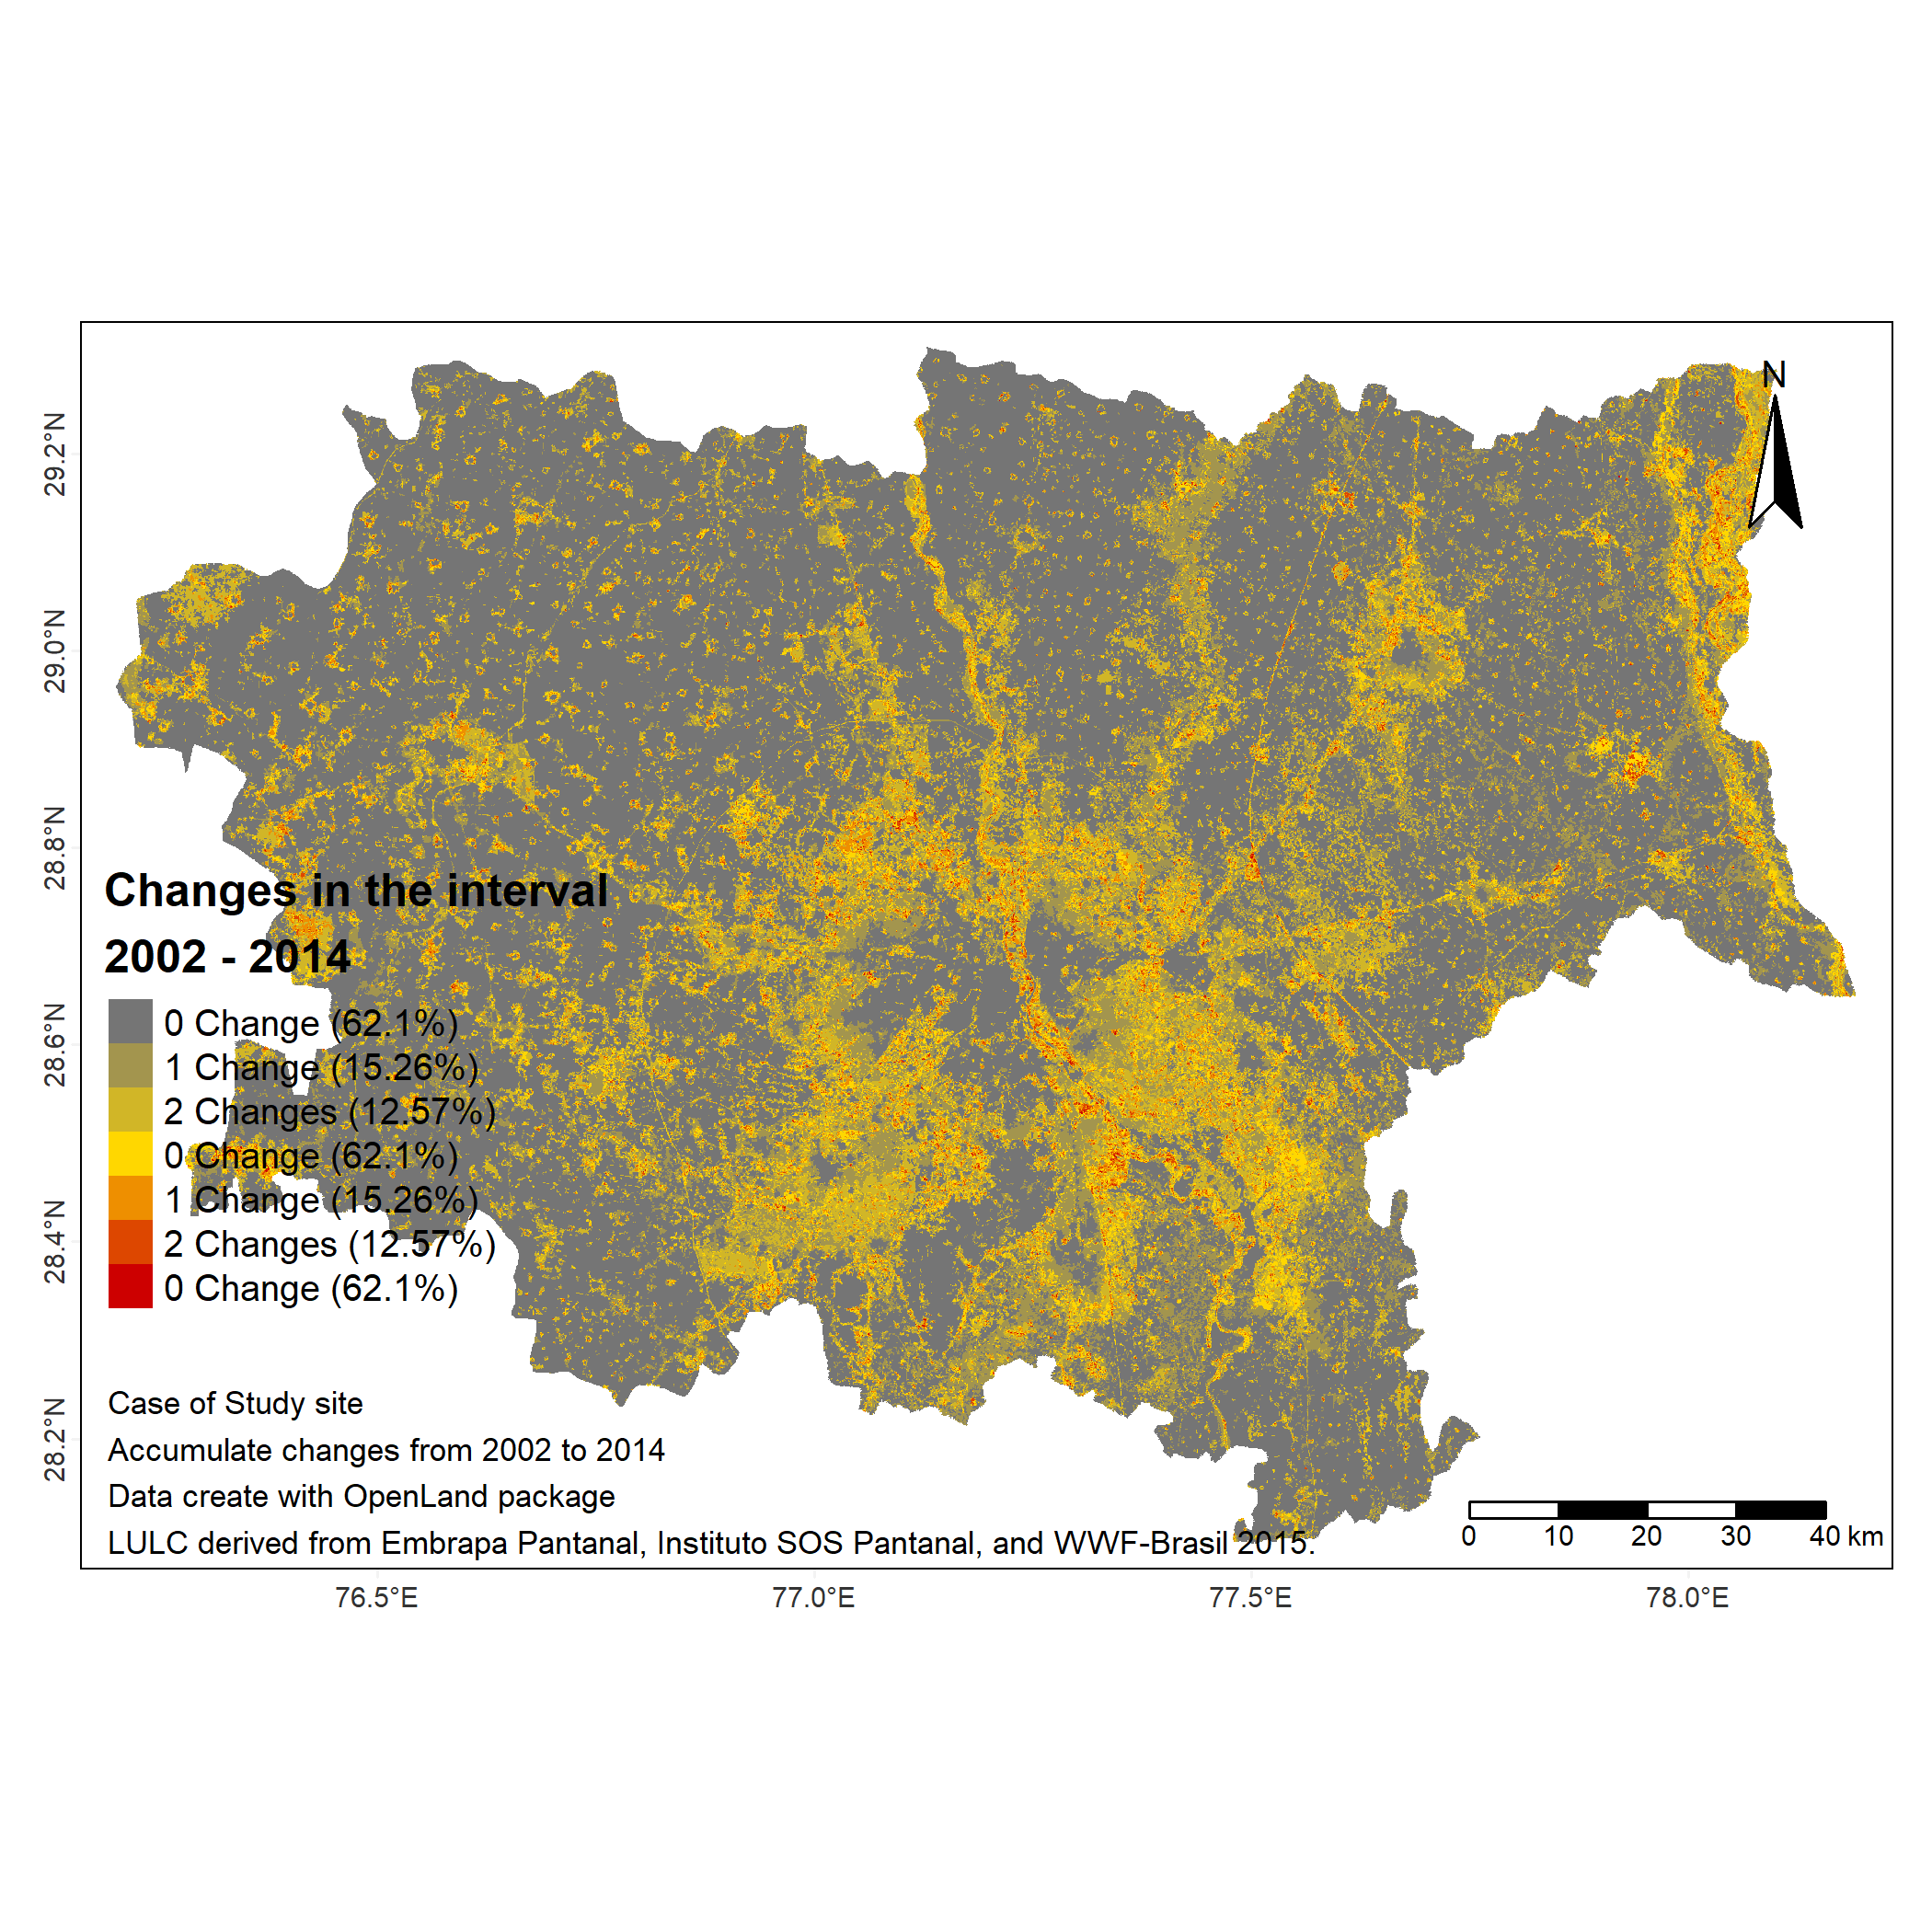 N
29.2°N
29.0°N
28.8°N
28.6°N
28.4°N
28.2°N
Changes in the interval
2002 - 2014
0 Change (62.1%)
1 Change (15.26%)
2 Changes (12.57%)
0 Change (62.1%)
1 Change (15.26%)
2 Changes (12.57%)
0 Change (62.1%)
Case of Study site
Accumulate changes from 2002 to 2014
Data create with OpenLand package
LULC derived from Embrapa Pantanal, Instituto SOS Pantanal, and WWF-Brasil 2015.
0 10 20 30 40 km
76.5°E 77.0°E 77.5°E 78.0°E